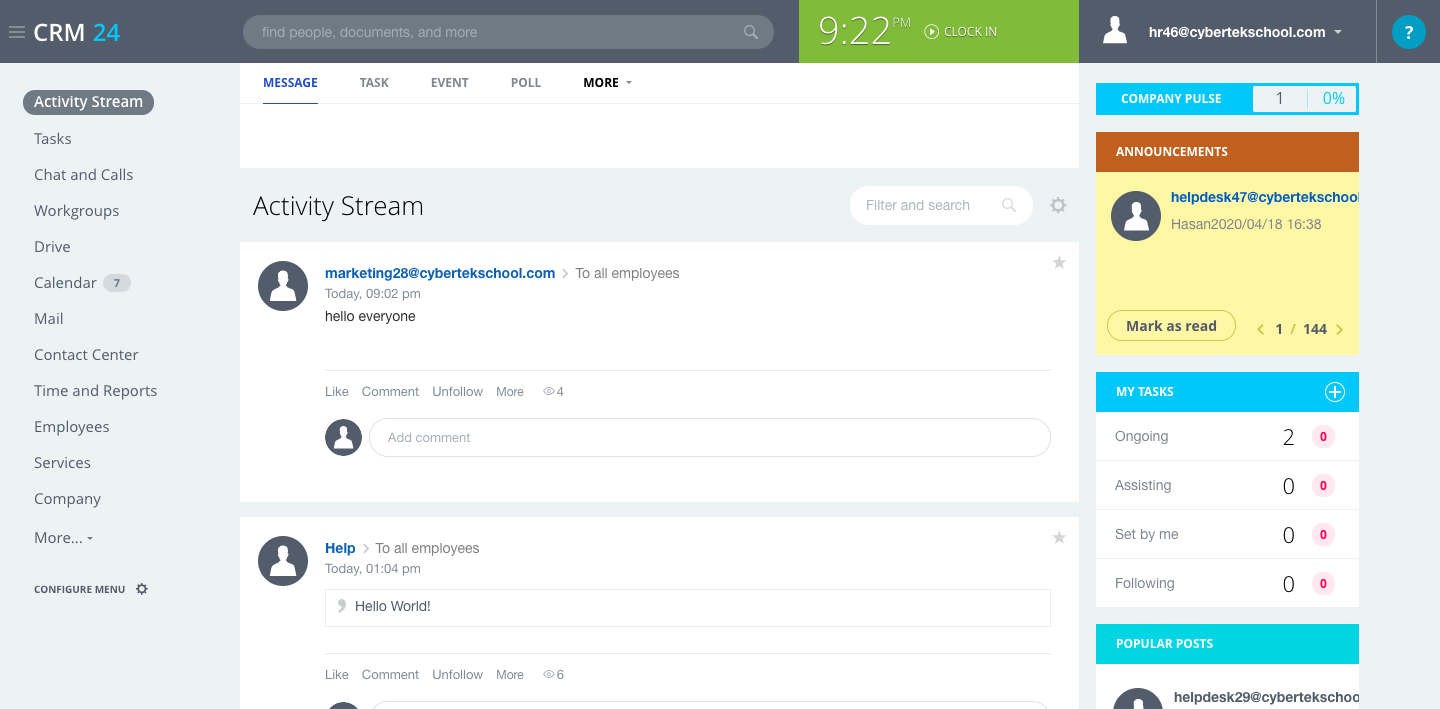 CRM 24
find people, documents, and more
9:22 PM CLOCK IN
hr46@cybertekschool.com
?
Activity Stream
Tasks
Chat and Calls
Workgroups
Drive
Calendar 7
Mail
Contact Center
Time and Reports
Employees
Services
Company
More...
CONFIGURE MENU
MESSAGE TASK EVENT POLL MORE
Activity Stream
Filter and search
marketing28@cybertekschool.com To all employees
Today, 09:02 pm
hello everyone
Like Comment Unfollow More 4
Add comment
Help To all employees
Today, 01:04 pm
Hello World!
Like Comment Unfollow More 6
COMPANY PULSE 1 0%
ANNOUNCEMENTS
helpdesk47@cybertekschool
Hasan2020/04/18 16:38
Mark as read 1 / 144
MY TASKS
Ongoing 2 0
Assisting 0 0
Set by me 0 0
Following 0 0
POPULAR POSTS
helpdesk29@cybertekschoo